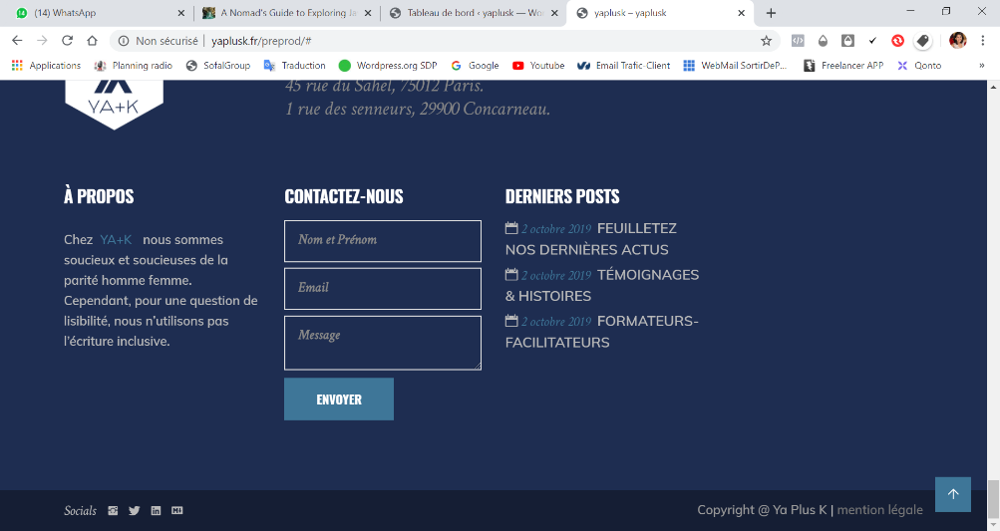 (14) WhatsApp
A Nomad's Guide to Exploring Ja
Tableau de bord ‹ yaplusk — Wor
yaplusk – yaplusk
Non sécurisé | yaplusk.fr/preprod/#
Applications
Planning radio
SofalGroup
Traduction
Wordpress.org SDP
Google
YouTube
Email Trafic-Client
WebMail SortirDeP...
Freelancer APP
Qonto
»
YA+K
45 rue du Sahel, 75012 Paris.
1 rue des senneurs, 29900 Concarneau.
À PROPOS
Chez YA+K nous sommes
soucieux et soucieuses de la
parité homme femme.
Cependant, pour une question de
lisibilité, nous n'utilisons pas
l'écriture inclusive.
CONTACTEZ-NOUS
Nom et Prénom
Email
Message
ENVOYER
DERNIERS POSTS
2 octobre 2019 FEUILLETEZ
NOS DERNIÈRES ACTUS
2 octobre 2019 TÉMOIGNAGES
& HISTOIRES
2 octobre 2019 FORMATEURS-
FACILITATEURS
Socials
Copyright @ Ya Plus K | mention légale